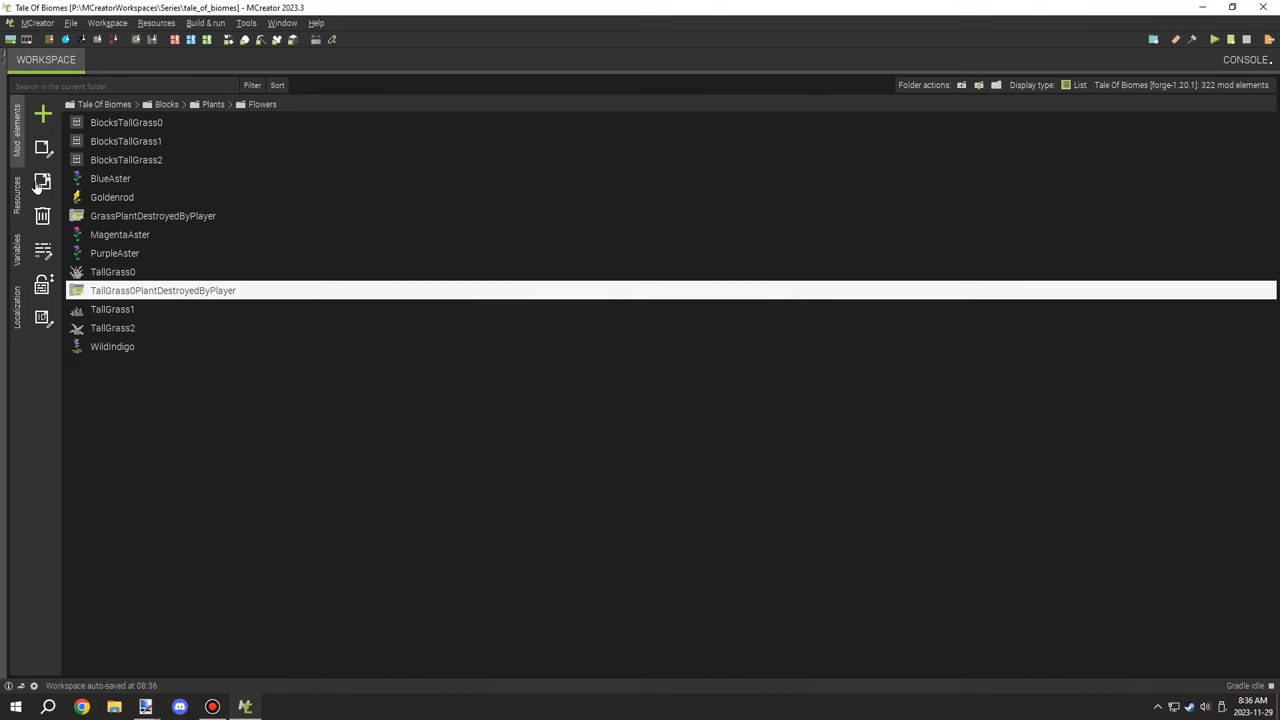 Tale Of Biomes [P:\MCreatorWorkspaces\Series\tale_of_biomes] - MCreator 2023.3
MCreator File Workspace Resources Build & run Tools Window Help
WORKSPACE
CONSOLE
Search in the current folder Filter Sort Folder actions: Display type: List Tale Of Biomes [forge-1.20.1]: 322 mod elements
Tale Of Biomes > Blocks > Plants > Flowers
Mod elements
Resources
Variables
Localization
BlocksTallGrass0
BlocksTallGrass1
BlocksTallGrass2
BlueAster
Goldenrod
GrassPlantDestroyedByPlayer
MagentaAster
PurpleAster
TallGrass0
TallGrass0PlantDestroyedByPlayer
TallGrass1
TallGrass2
WildIndigo
Workspace auto-saved at 08:36
Gradle idle
8:36 AM
2023-11-29